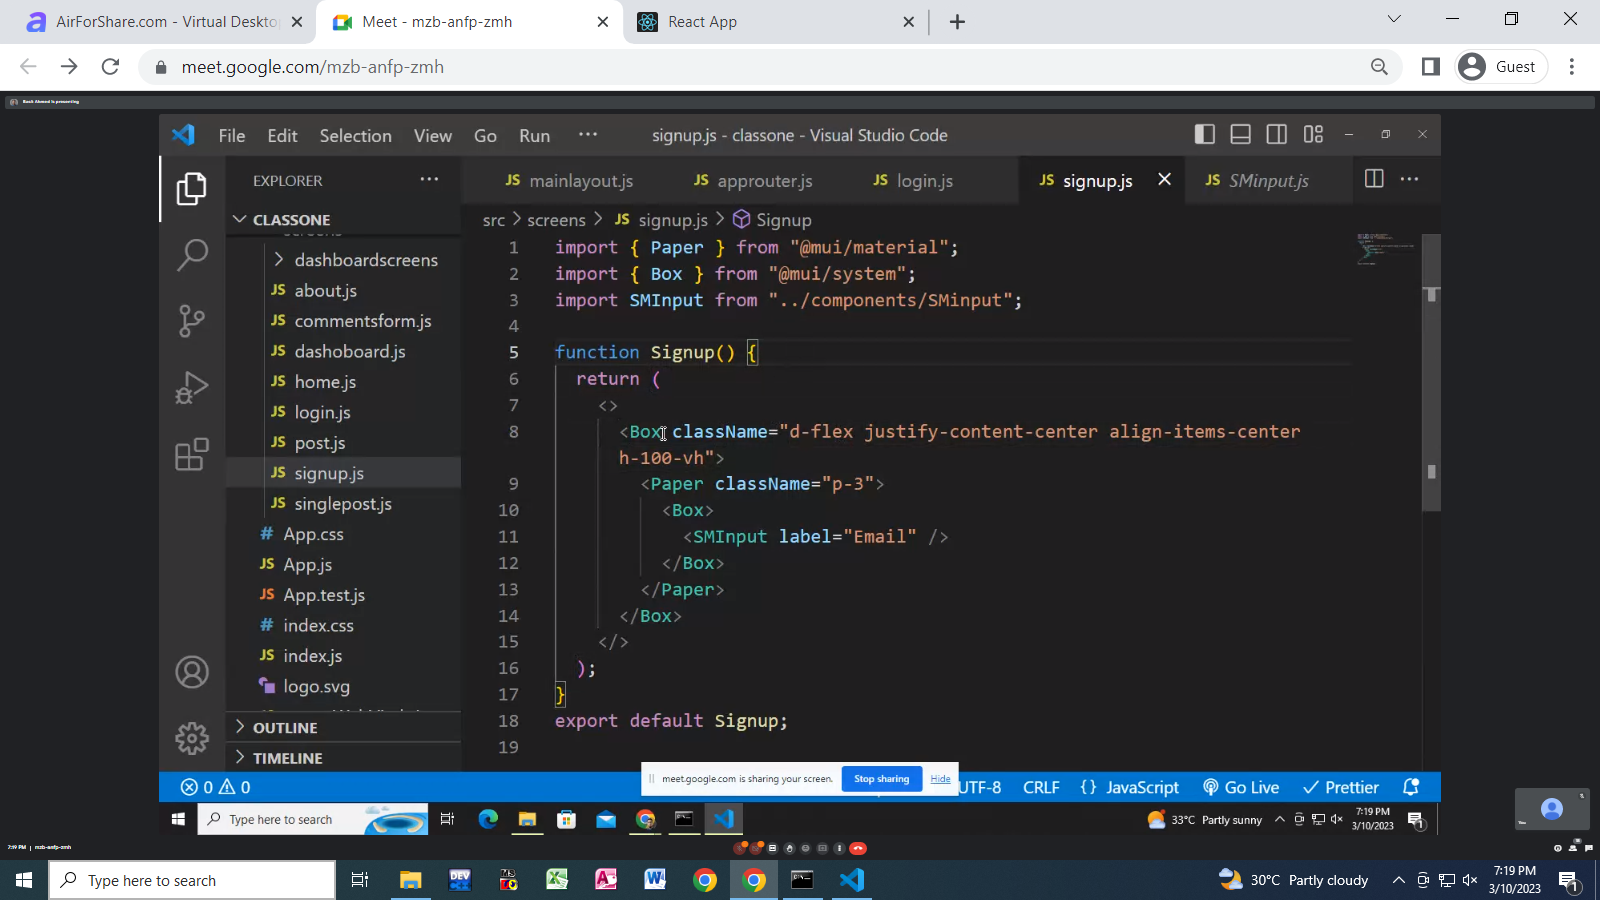 AirForShare.com - Virtual Deskto
Meet - mzb-anfp-zmh
React App
meet.google.com/mzb-anfp-zmh
Guest
File Edit Selection View Go Run ··· signup.js - classone - Visual Studio Code
EXPLORER ···
JS mainlayout.js JS approuter.js JS login.js JS signup.js JS SMinput.js ···
CLASSONE
src > screens > JS signup.js > Signup
dashboardscreens
JS about.js
JS commentsform.js
JS dashoboard.js
JS home.js
JS login.js
JS post.js
JS signup.js
JS singlepost.js
# App.css
JS App.js
JS App.test.js
# index.css
JS index.js
logo.svg
OUTLINE
TIMELINE
1 import { Paper } from "@mui/material";
2 import { Box } from "@mui/system";
3 import SMInput from "../components/SMinput";
4
5 function Signup() {
6 return (
7 <>
8 <Box className="d-flex justify-content-center align-items-center
h-100-vh">
9 <Paper className="p-3">
10 <Box>
11 <SMInput label="Email" />
12 </Box>
13 </Paper>
14 </Box>
15 </>
16 );
17 }
18 export default Signup;
19
0 0
meet.google.com is sharing your screen. Stop sharing Hide
UTF-8 CRLF {} JavaScript Go Live Prettier
Type here to search
33°C Partly sunny
7:19 PM
3/10/2023
1
7:19 PM | mzb-anfp-zmh
Type here to search
30°C Partly cloudy
7:19 PM
3/10/2023
1